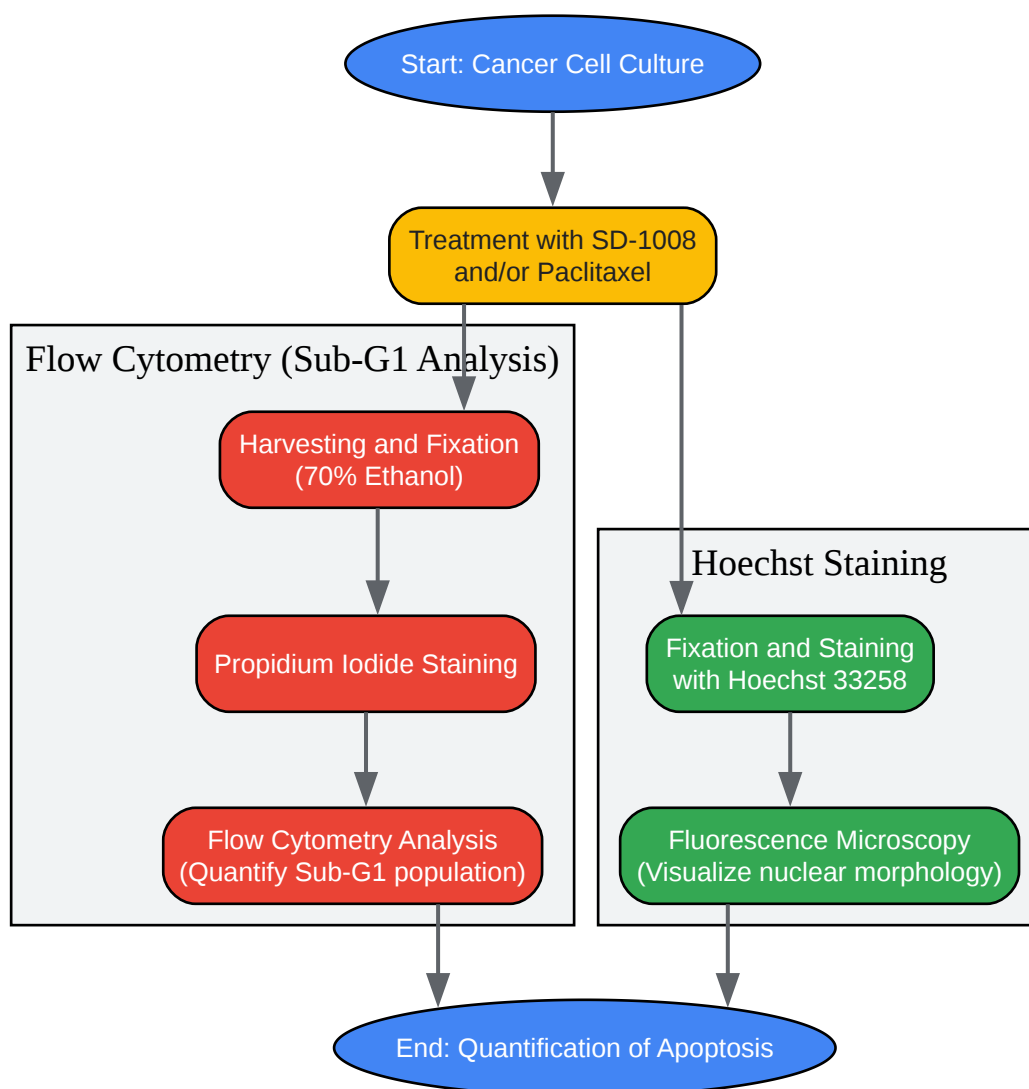 Start: Cancer Cell Culture
Treatment with SD-1008
and/or Paclitaxel
Flow Cytometry (Sub-G1 Analysis)
Harvesting and Fixation
(70% Ethanol)
Propidium Iodide Staining
Flow Cytometry Analysis
(Quantify Sub-G1 population)
Hoechst Staining
Fixation and Staining
with Hoechst 33258
Fluorescence Microscopy
(Visualize nuclear morphology)
End: Quantification of Apoptosis